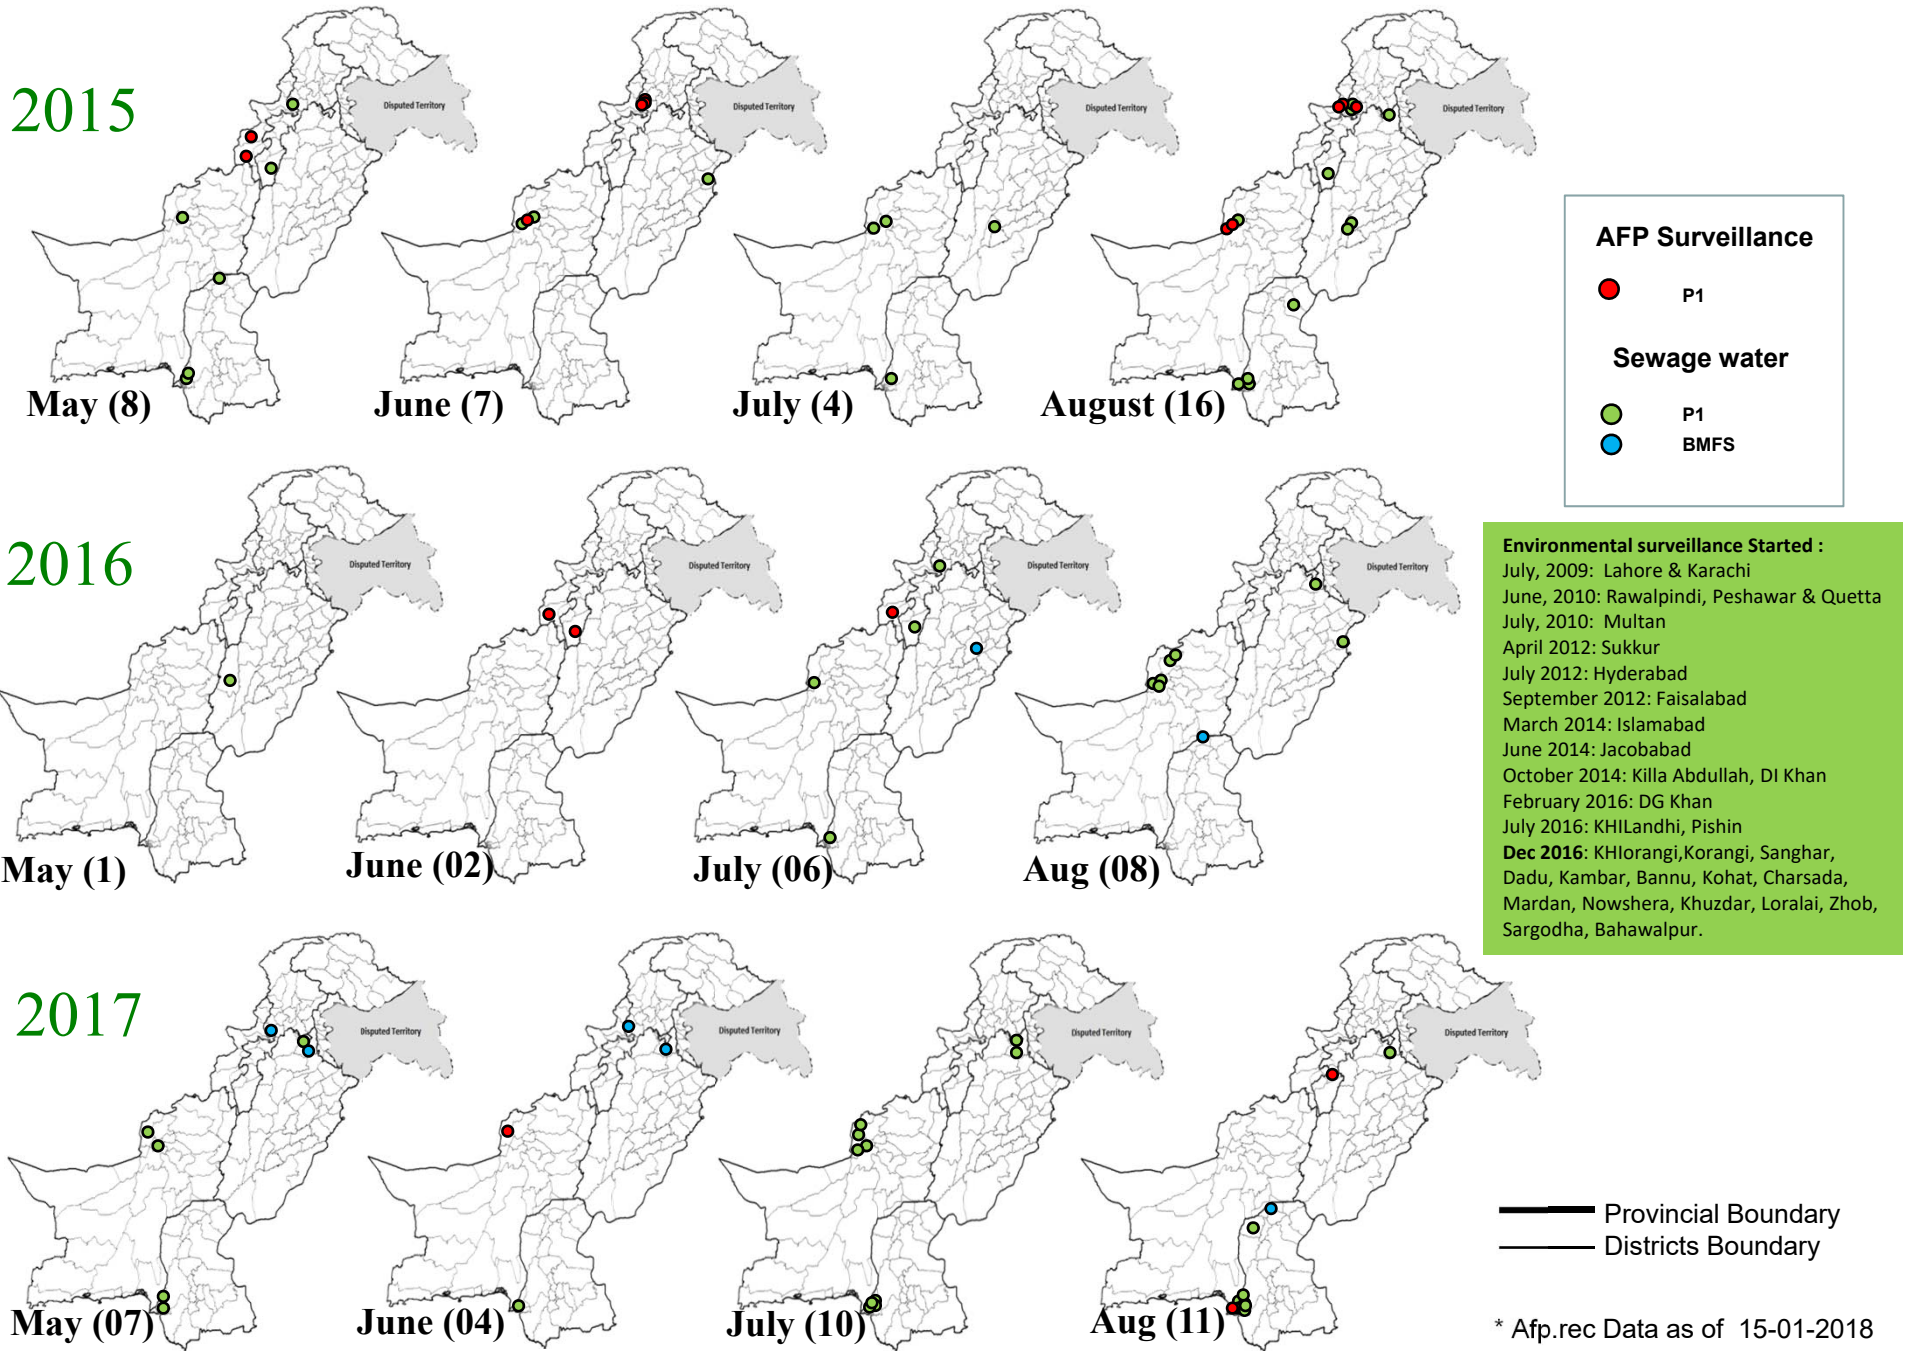 2015
Disputed Territory
Disputed Territory
Disputed Territory
Disputed Territory
May (8)
June (7)
July (4)
August (16)
AFP Surveillance
P1
Sewage water
P1
BMFS
2016
Disputed Territory
Disputed Territory
Disputed Territory
Disputed Territory
May (1)
June (02)
July (06)
Aug (08)
Environmental surveillance Started :
July, 2009: Lahore & Karachi
June, 2010: Rawalpindi, Peshawar & Quetta
July, 2010: Multan
April 2012: Sukkur
July 2012: Hyderabad
September 2012: Faisalabad
March 2014: Islamabad
June 2014: Jacobabad
October 2014: Killa Abdullah, DI Khan
February 2016: DG Khan
July 2016: KHILandhi, Pishin
Dec 2016: KHIorangi,Korangi, Sanghar,
Dadu, Kambar, Bannu, Kohat, Charsada,
Mardan, Nowshera, Khuzdar, Loralai, Zhob,
Sargodha, Bahawalpur.
2017
Disputed Territory
Disputed Territory
Disputed Territory
Disputed Territory
May (07)
June (04)
July (10)
Aug (11)
Provincial Boundary
Districts Boundary
* Afp.rec Data as of 15-01-2018